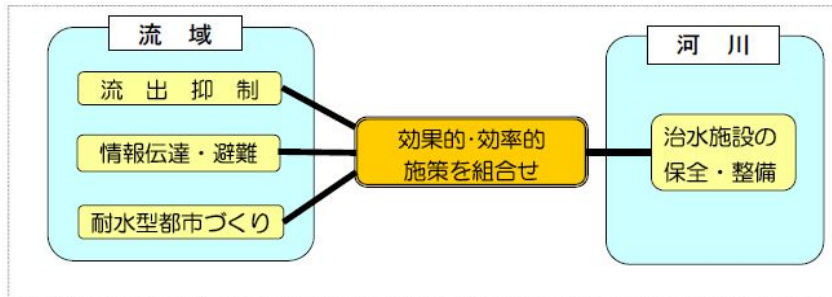 流 域
流 出 抑 制
情報伝達・避難
耐水型都市づくり
効果的・効率的
施策を組合せ
河 川
治水施設の
保全・整備